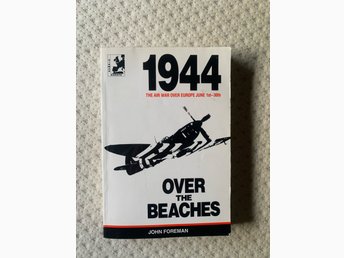 1944
THE AIR WAR OVER EUROPE JUNE 1st-30th
OVER
THE
BEACHES
JOHN FOREMAN